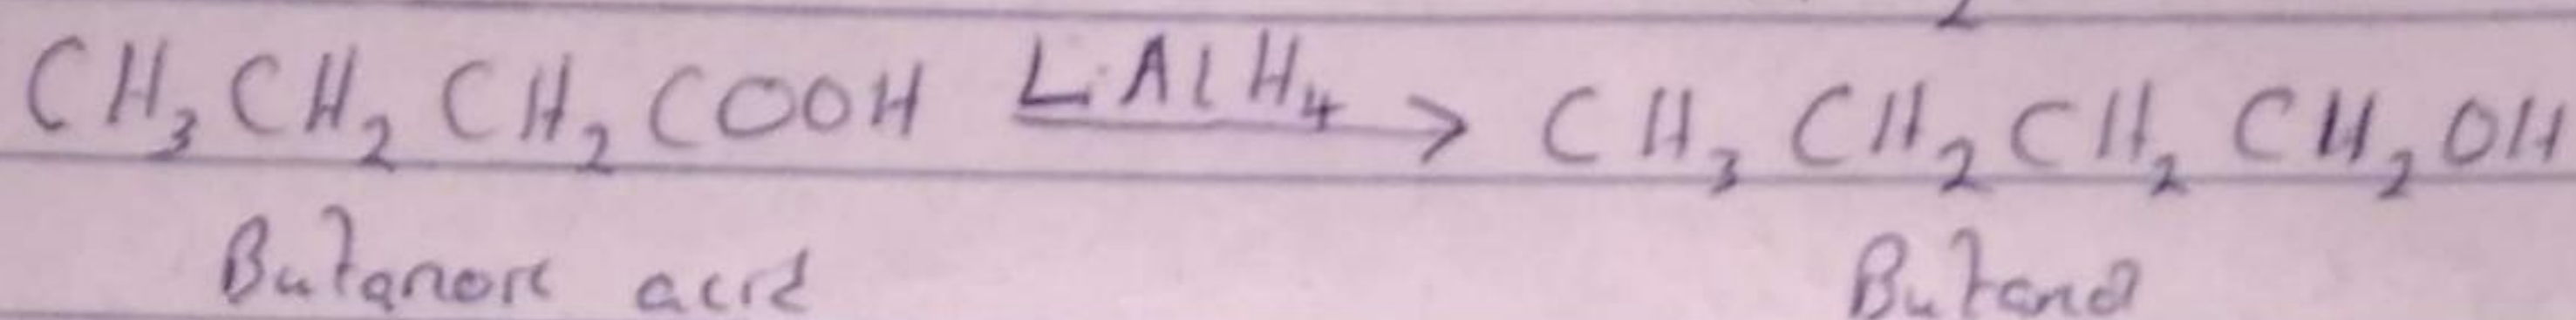 CH₃CH₂CH₂COOH LiAlH₄→ CH₃CH₂CH₂CH₂OH
Butanoic acid Butanol